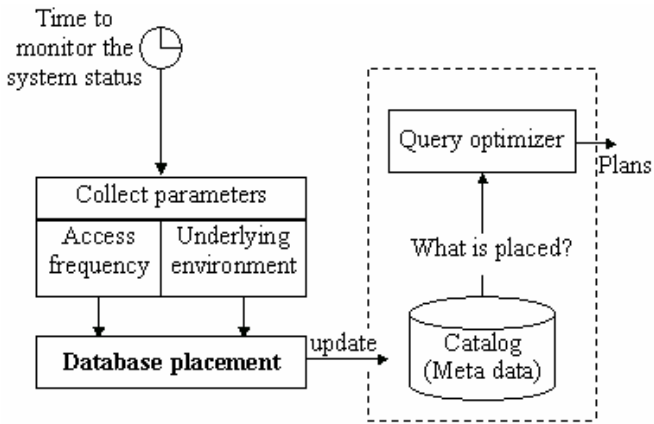 Time to
monitor the
system status
Collect parameters
Access
frequency
Underlying
environment
Database placement
update
Query optimizer
Plans
What is placed?
Catalog
(Meta data)